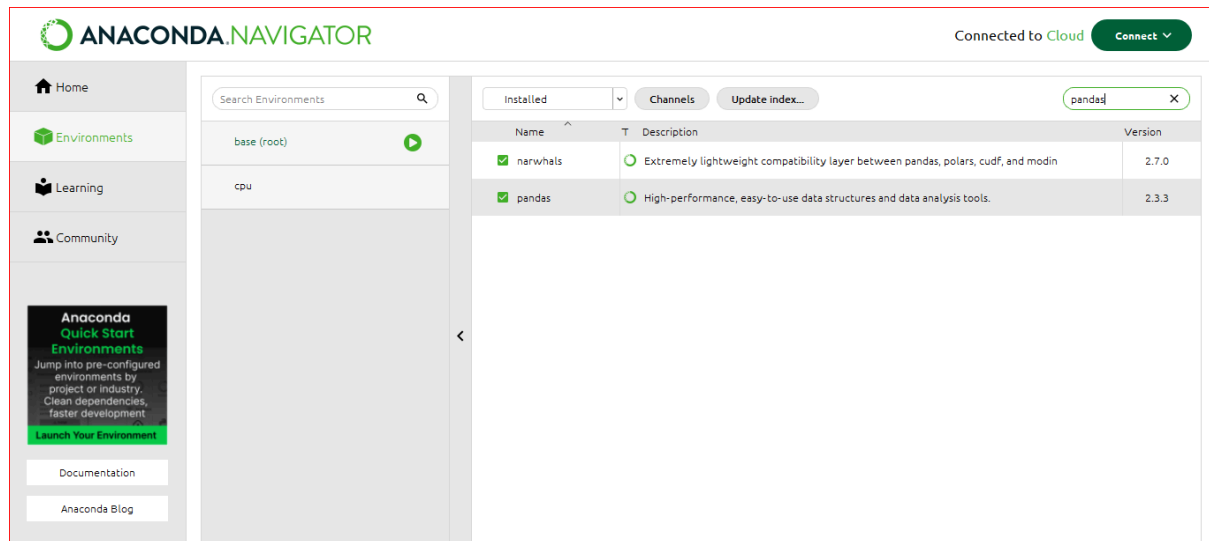 ANACONDA.NAVIGATOR
Connected to Cloud
Connect
Home
Environments
Learning
Community
Anaconda
Quick Start
Environments
Jump into pre-configured
environments by
project or industry.
Clean dependencies,
faster development
Launch Your Environment
Documentation
Anaconda Blog
Search Environments
base (root)
cpu
Installed
Channels
Update index...
pandas
Name T Description Version
narwhals Extremely lightweight compatibility layer between pandas, polars, cudf, and modin 2.7.0
pandas High-performance, easy-to-use data structures and data analysis tools. 2.3.3